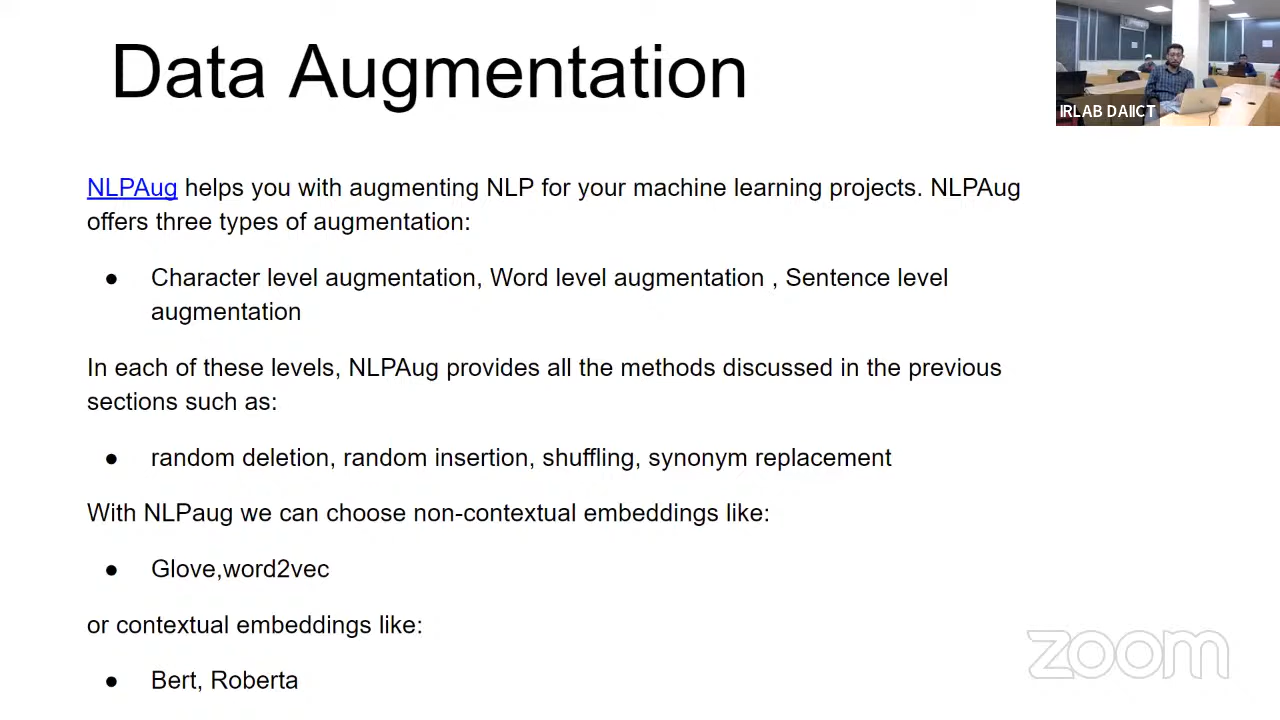 Data Augmentation
IRLAB DAIICT
NLPAug helps you with augmenting NLP for your machine learning projects. NLPAug
offers three types of augmentation:
● Character level augmentation, Word level augmentation , Sentence level
augmentation
In each of these levels, NLPAug provides all the methods discussed in the previous
sections such as:
● random deletion, random insertion, shuffling, synonym replacement
With NLPaug we can choose non-contextual embeddings like:
● Glove,word2vec
or contextual embeddings like:
● Bert, Roberta
zoom